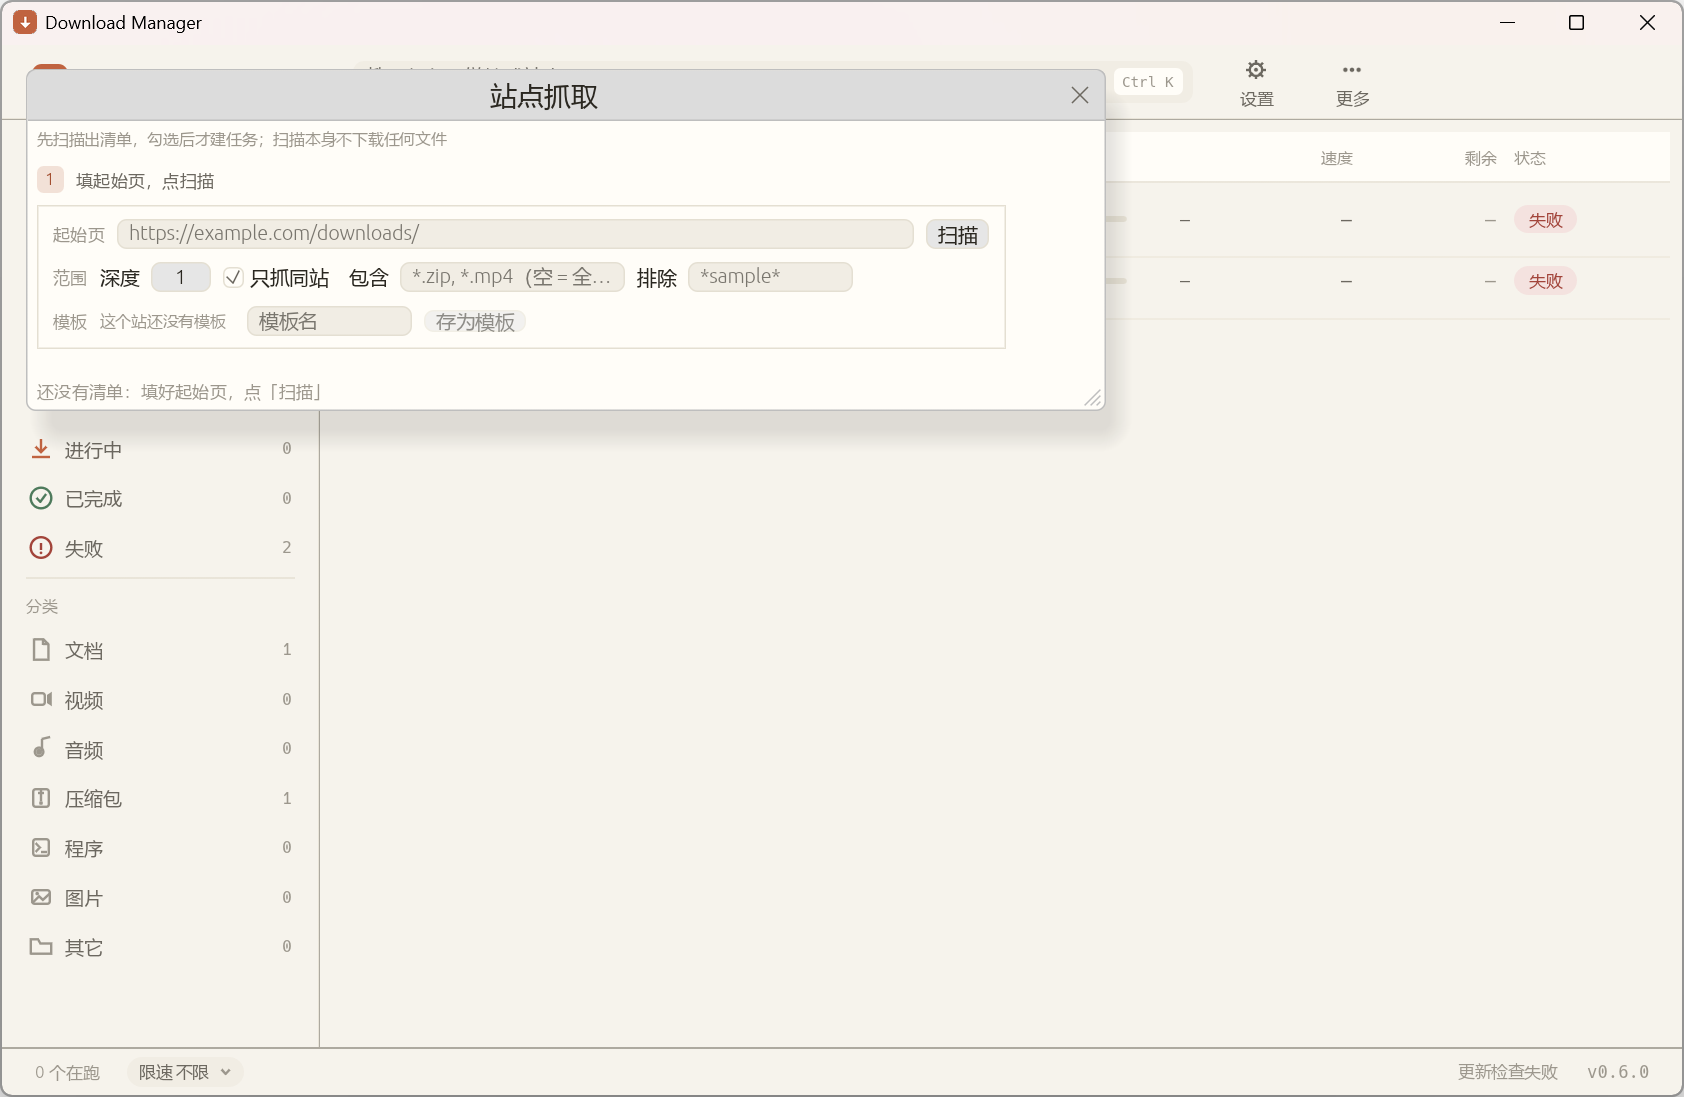 Download Manager
Ctrl K
设置
更多
站点抓取
先扫描出清单，勾选后才建任务；扫描本身不下载任何文件
1 填起始页，点扫描
起始页 https://example.com/downloads/ 扫描
范围 深度 1 只抓同站 包含 *.zip, *.mp4（空 = 全… 排除 *sample*
模板 这个站还没有模板 模板名 存为模板
还没有清单：填好起始页，点「扫描」
速度 剩余 状态
– – – 失败
– – – 失败
进行中 0
已完成 0
失败 2
分类
文档 1
视频 0
音频 0
压缩包 1
程序 0
图片 0
其它 0
0 个在跑 限速 不限 更新检查失败 v0.6.0